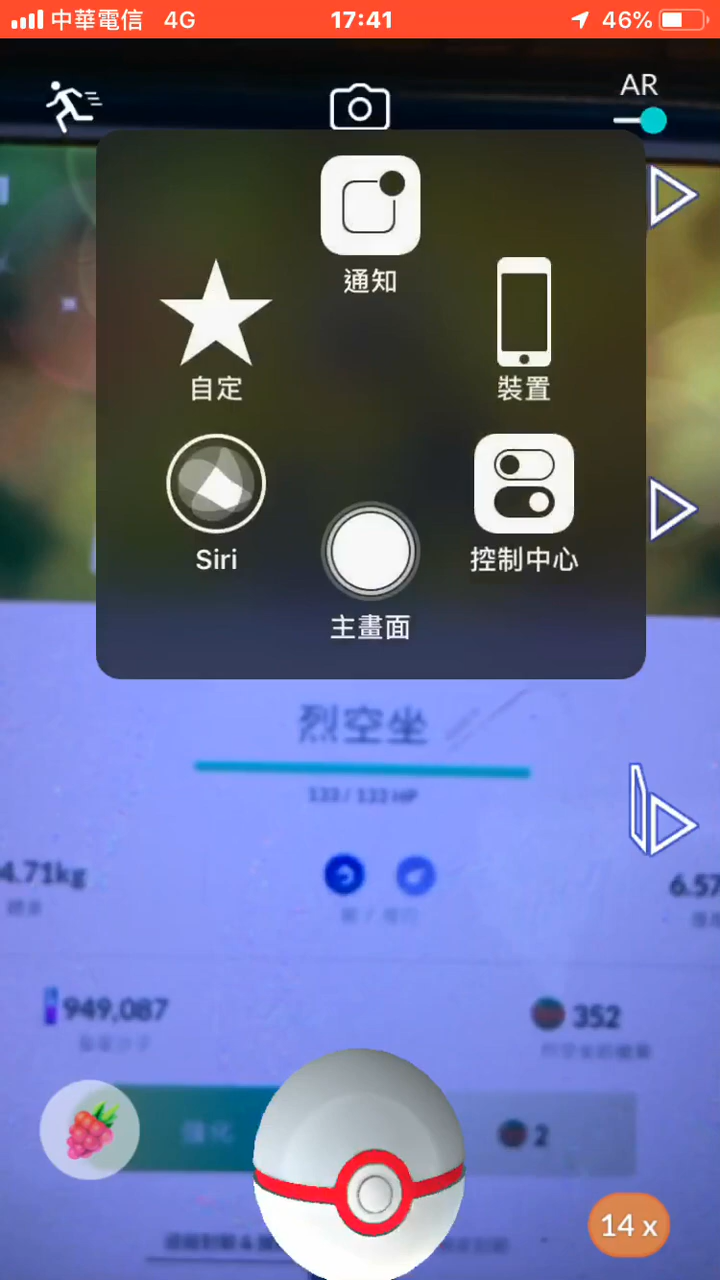 中華電信 4G 17:41 46%
AR
通知
自定
裝置
Siri
控制中心
主畫面
烈空坐
133 / 133 HP
4.71kg
6.57
949,087
352
強化
2
14 x